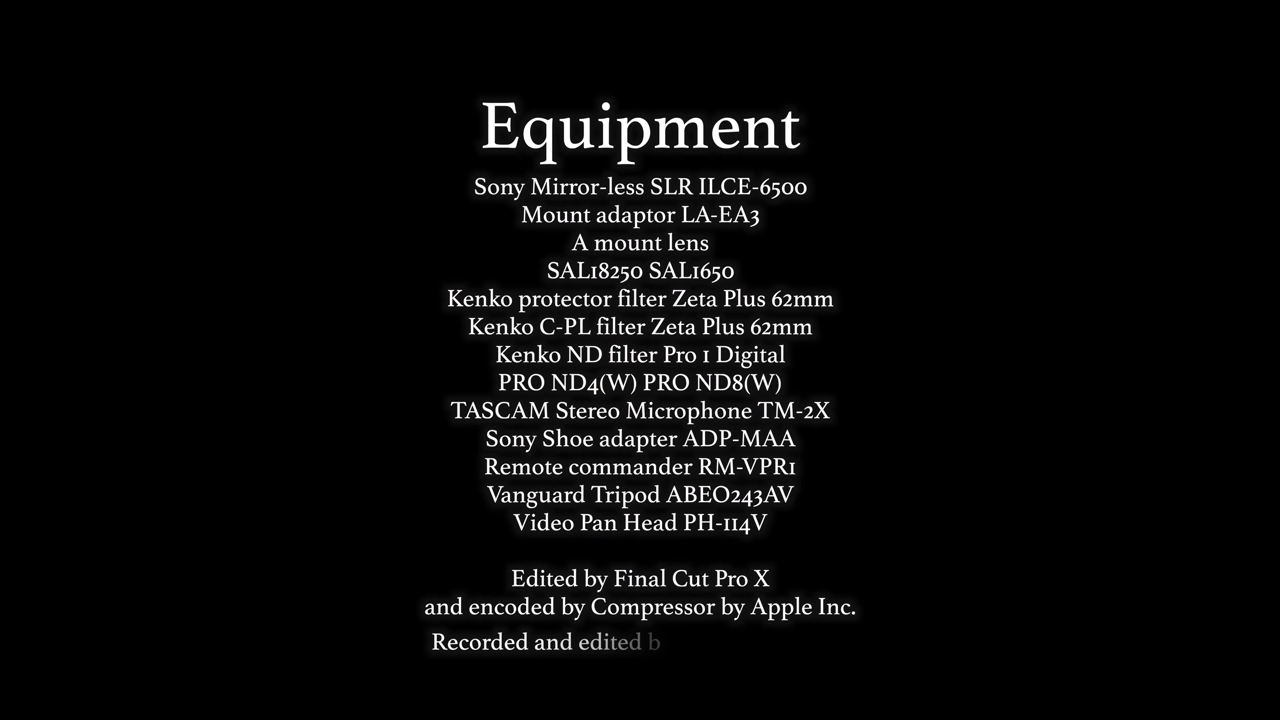 Equipment
Sony Mirror-less SLR ILCE-6500
Mount adaptor LA-EA3
A mount lens
SAL18250 SAL1650
Kenko protector filter Zeta Plus 62mm
Kenko C-PL filter Zeta Plus 62mm
Kenko ND filter Pro 1 Digital
PRO ND4(W) PRO ND8(W)
TASCAM Stereo Microphone TM-2X
Sony Shoe adapter ADP-MAA
Remote commander RM-VPR1
Vanguard Tripod ABEO243AV
Video Pan Head PH-114V
Edited by Final Cut Pro X
and encoded by Compressor by Apple Inc.
Recorded and edited b